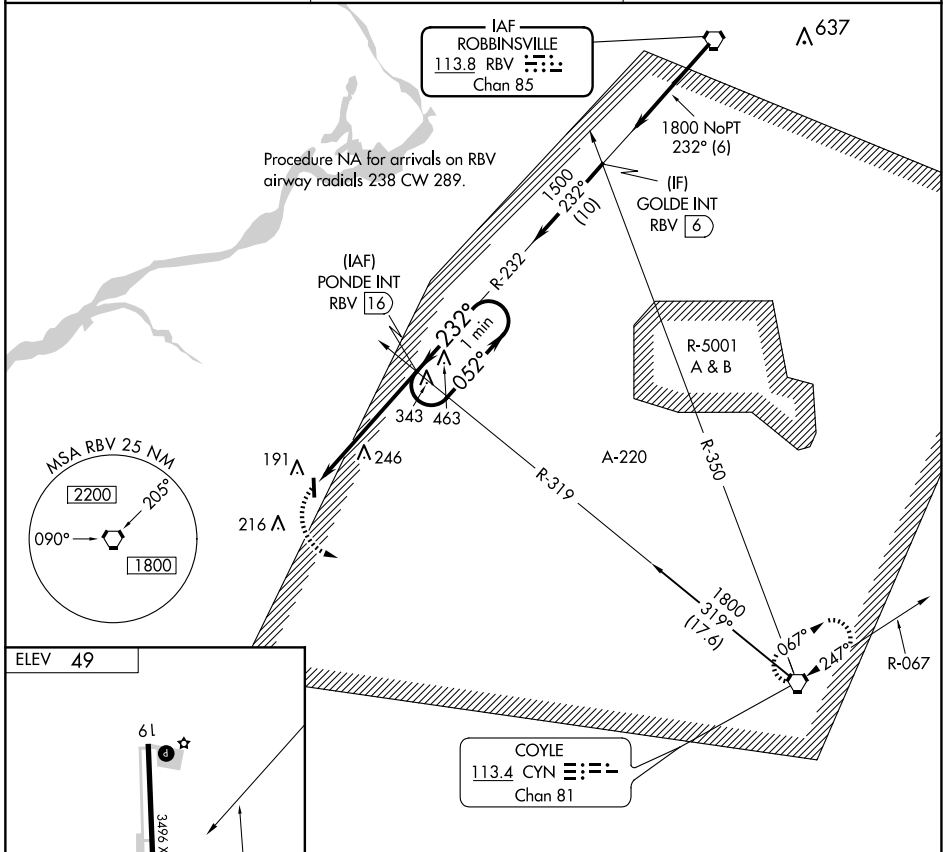 IAF
ROBBINSVILLE
113.8 RBV
Chan 85
637
1800 NoPT
232° (6)
Procedure NA for arrivals on RBV
airway radials 238 CW 289.
(IF)
GOLDE INT
RBV 6
1500
232°
(10)
R-232
(IAF)
PONDE INT
RBV 16
232°
1 min
052°
343
463
R-5001
A & B
191
246
A-220
R-350
R-319
216
MSA RBV 25 NM
2200
205°
090°
1800
1800
319°
(17.6)
067°
247°
R-067
ELEV 49
COYLE
113.4 CYN
Chan 81
19
P
3496 X